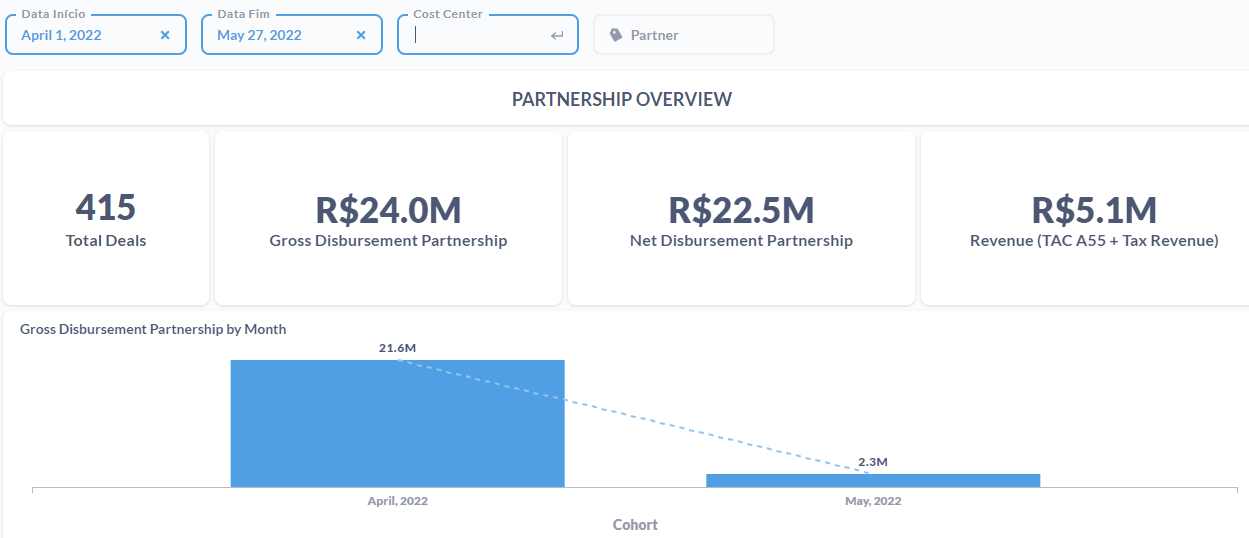 Data Início
Data Fim
Cost Center
April 1, 2022
May 27, 2022
Partner
PARTNERSHIP OVERVIEW
415
Total Deals
R$24.0M
Gross Disbursement Partnership
R$22.5M
Net Disbursement Partnership
R$5.1M
Revenue (TAC A55 + Tax Revenue)
Gross Disbursement Partnership by Month
21.6M
2.3M
April, 2022
May, 2022
Cohort